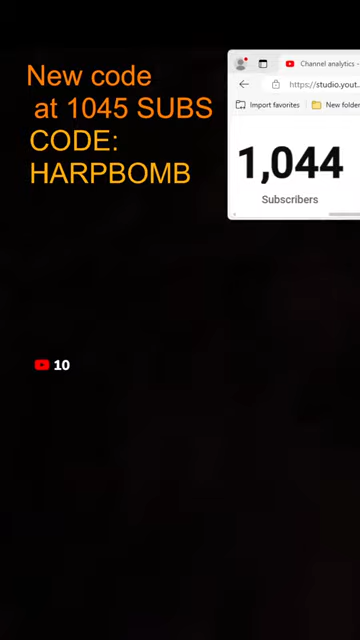 New code
at 1045 SUBS
CODE:
HARPBOMB
Channel analytics -
https://studio.yout...
Import favorites
New folder
1,044
Subscribers
10